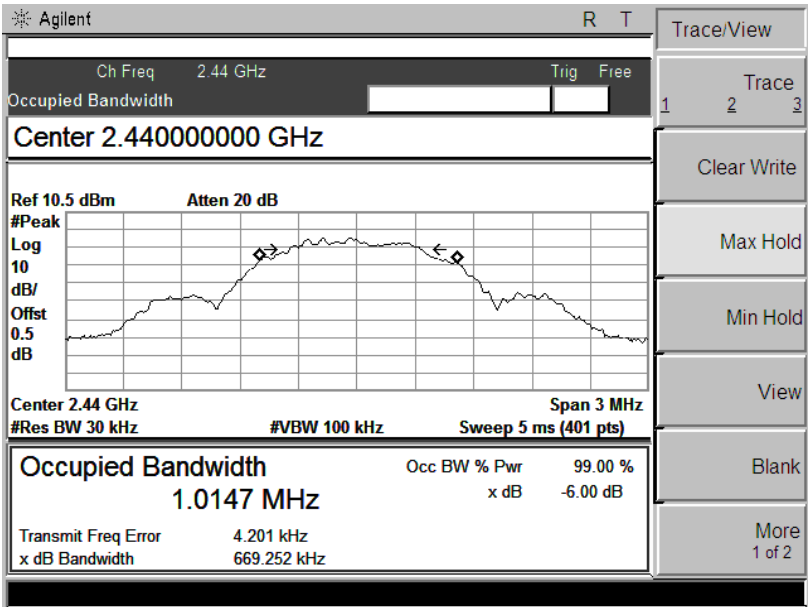 Agilent R T
Ch Freq 2.44 GHz Trig Free
Occupied Bandwidth
Center 2.440000000 GHz
Ref 10.5 dBm Atten 20 dB
#Peak
Log
10
dB/
Offst
0.5
dB
Center 2.44 GHz Span 3 MHz
#Res BW 30 kHz #VBW 100 kHz Sweep 5 ms (401 pts)
Occupied Bandwidth Occ BW % Pwr 99.00 %
1.0147 MHz x dB -6.00 dB
Transmit Freq Error 4.201 kHz
x dB Bandwidth 669.252 kHz
Trace/View
Trace
1 2 3
Clear Write
Max Hold
Min Hold
View
Blank
More
1 of 2